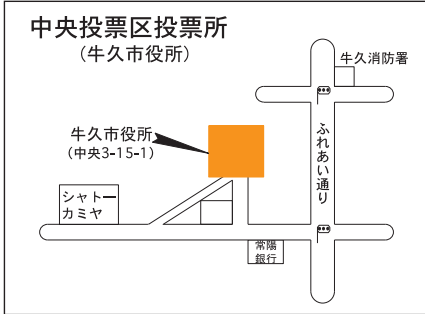 中央投票区投票所
(牛久市役所)
牛久消防署
牛久市役所
(中央3-15-1)
ふれあい通り
シャトー
カミヤ
常陽
銀行